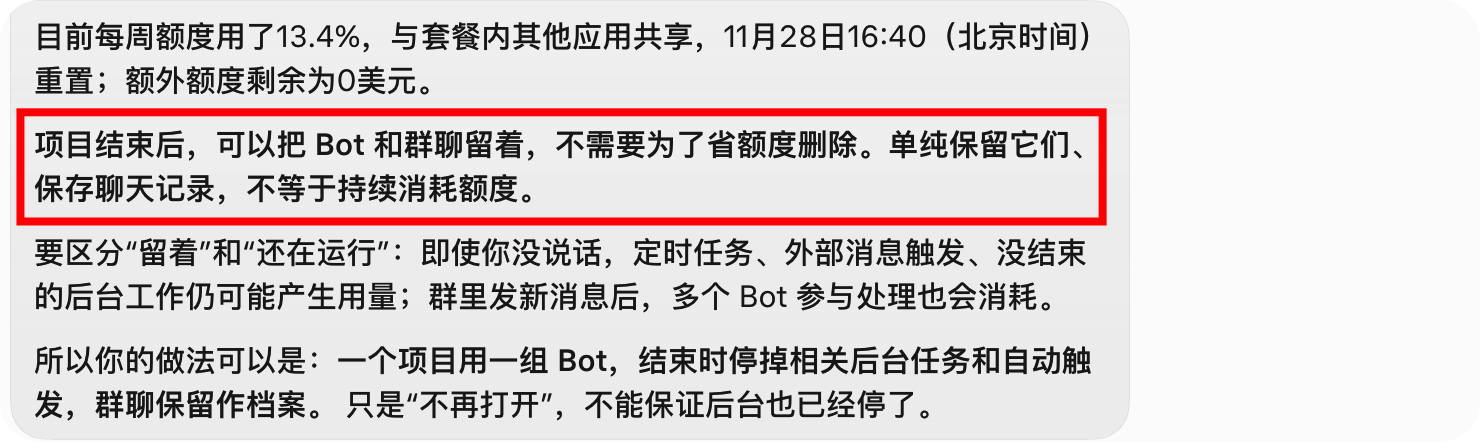 目前每周额度用了13.4%，与套餐内其他应用共享，11月28日16:40（北京时间）
重置；额外额度剩余为0美元。
项目结束后，可以把 Bot 和群聊留着，不需要为了省额度删除。单纯保留它们、
保存聊天记录，不等于持续消耗额度。
要区分“留着”和“还在运行”：即使你没说话，定时任务、外部消息触发、没结束
的后台工作仍可能产生用量；群里发新消息后，多个 Bot 参与处理也会消耗。
所以你的做法可以是：一个项目用一组 Bot，结束时停掉相关后台任务和自动触
发，群聊保留作档案。 只是“不再打开”，不能保证后台也已经停了。